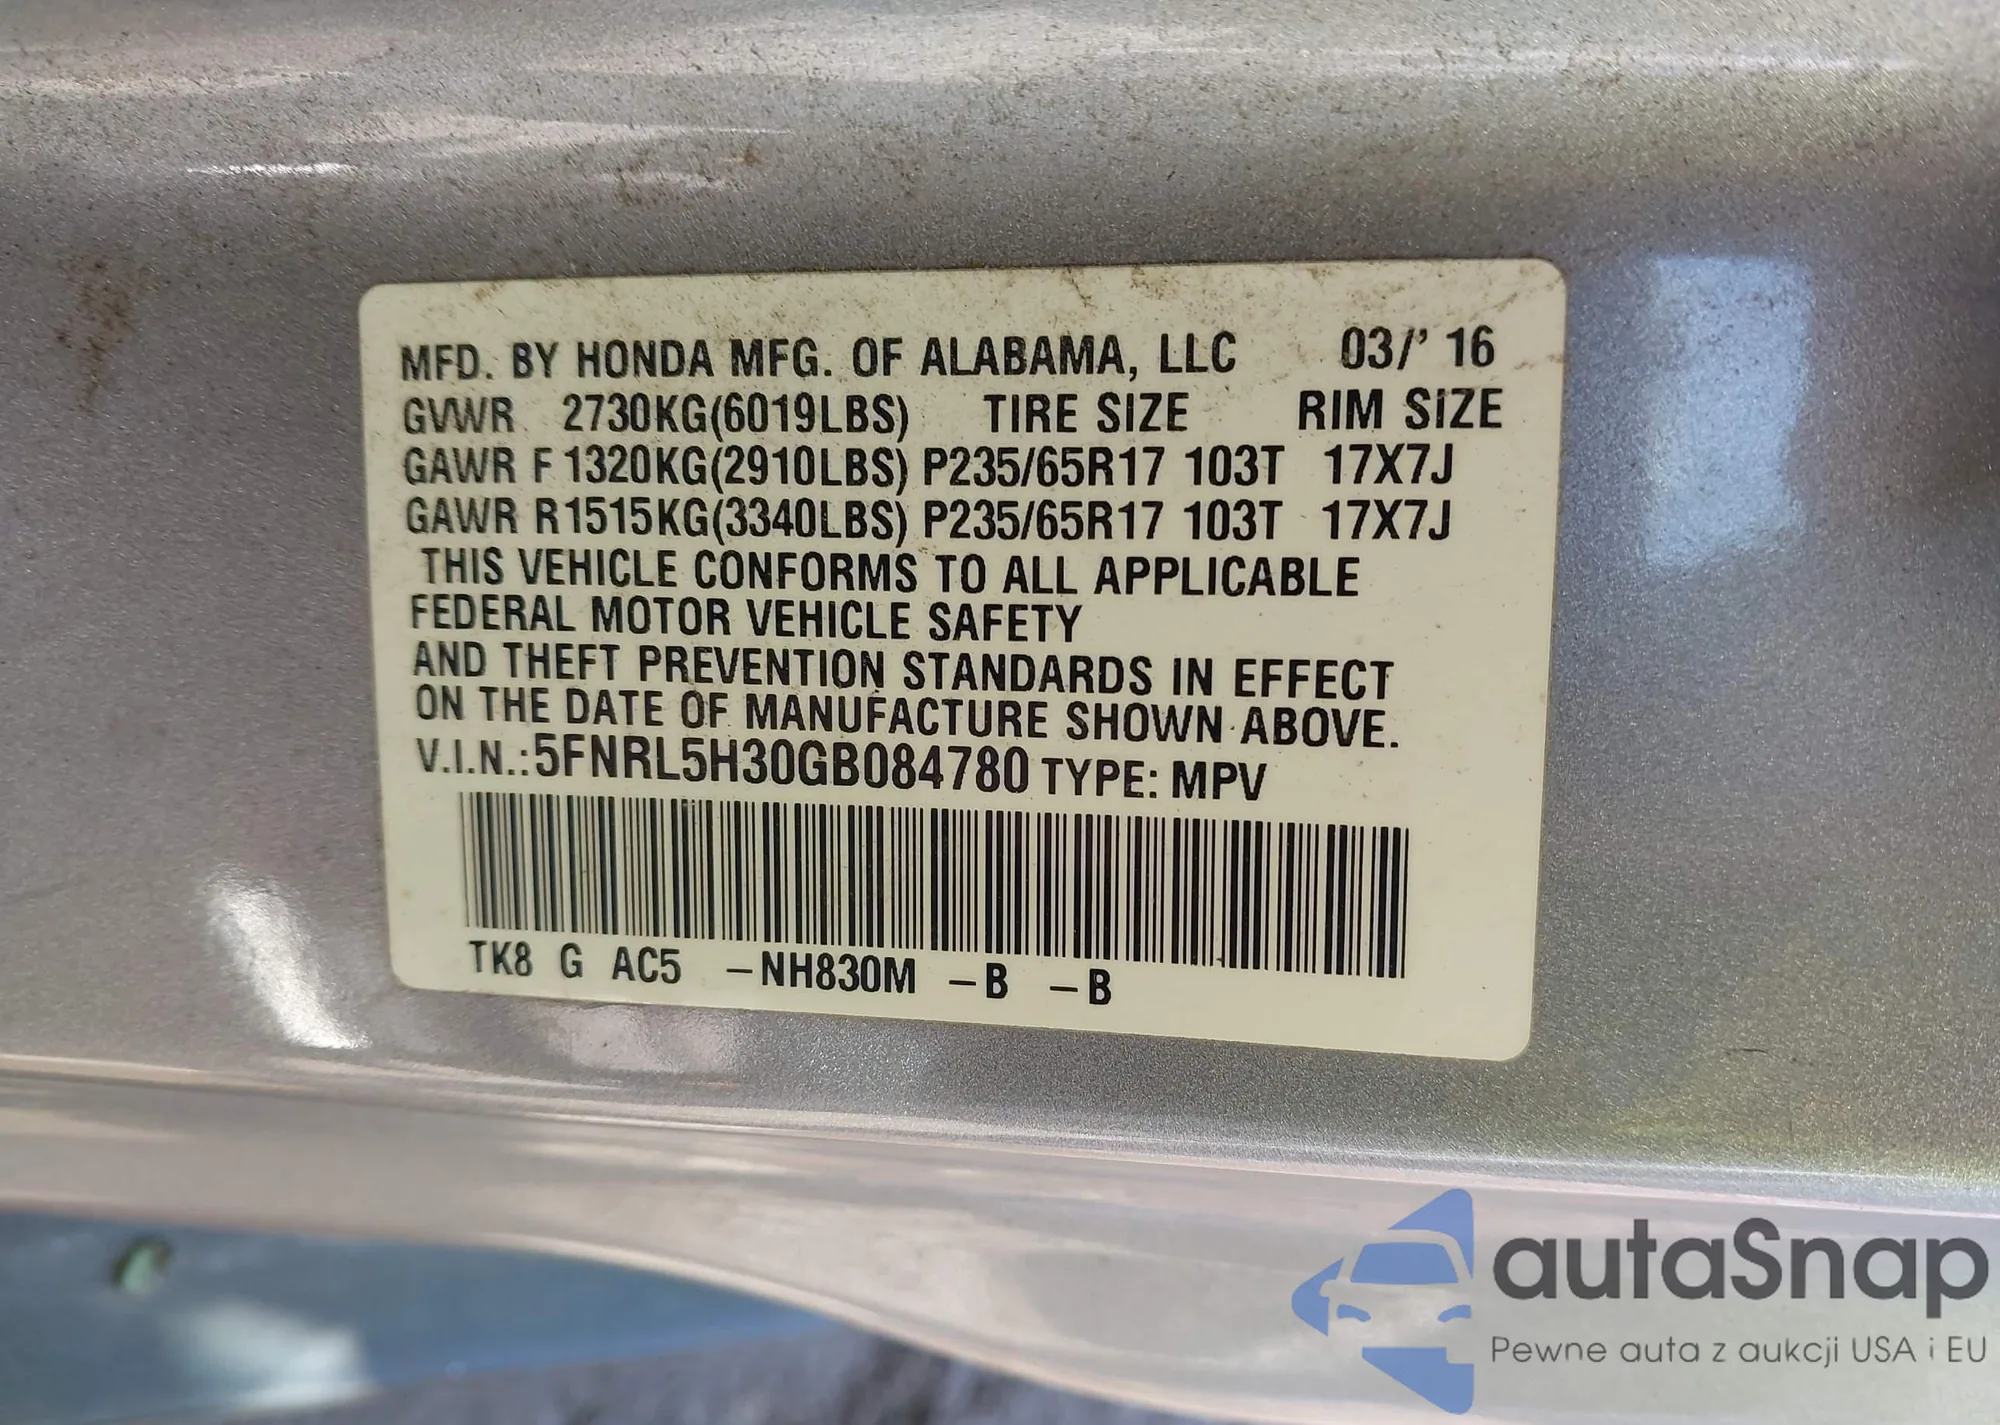 MFD. BY HONDA MFG. OF ALABAMA, LLC 03/' 16
GVWR 2730KG(6019LBS) TIRE SIZE RIM SIZE
GAWR F 1320KG(2910LBS) P235/65R17 103T 17X7J
GAWR R1515KG(3340LBS) P235/65R17 103T 17X7J
THIS VEHICLE CONFORMS TO ALL APPLICABLE
FEDERAL MOTOR VEHICLE SAFETY
AND THEFT PREVENTION STANDARDS IN EFFECT
ON THE DATE OF MANUFACTURE SHOWN ABOVE.
V.I.N.:5FNRL5H30GB084780 TYPE: MPV
TK8 G AC5 -NH830M -B -B
autaSnap
Pewne auta z aukcji USA i EU